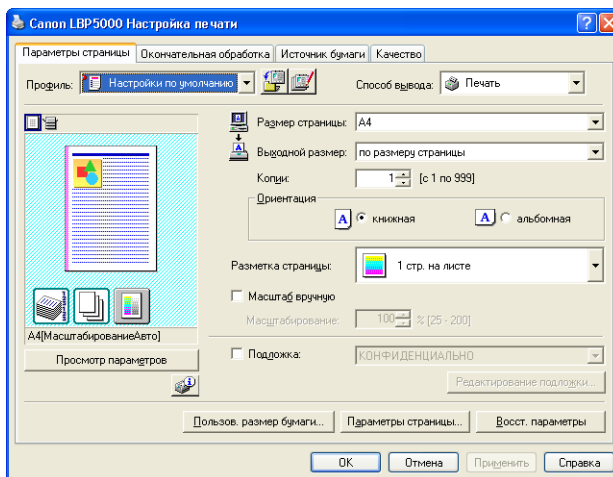 Canon LBP5000 Настройка печати
Параметры страницы Окончательная обработка Источник бумаги Качество
Профиль: Настройки по умолчанию Способ вывода: Печать
Размер страницы: A4
Выходной размер: по размеру страницы
Копии: 1 [с 1 по 999]
Ориентация
A книжная A альбомная
Разметка страницы: 1 стр. на листе
Масштаб вручную
Масштабирование: 100 % [25 - 200]
A4[МасштабированиеАвто]
Просмотр параметров
Подложка: КОНФИДЕНЦИАЛЬНО
Редактирование подложки...
Пользов. размер бумаги... Параметры страницы... Восст. параметры
OK Отмена Применить Справка